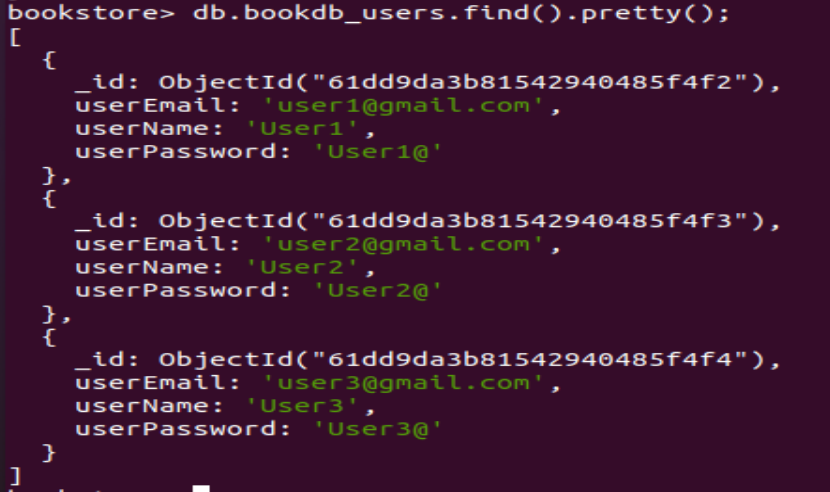 bookstore> db.bookdb_users.find().pretty();
[
  {
    _id: ObjectId("61dd9da3b81542940485f4f2"),
    userEmail: 'user1@gmail.com',
    userName: 'User1',
    userPassword: 'User1@'
  },
  {
    _id: ObjectId("61dd9da3b81542940485f4f3"),
    userEmail: 'user2@gmail.com',
    userName: 'User2',
    userPassword: 'User2@'
  },
  {
    _id: ObjectId("61dd9da3b81542940485f4f4"),
    userEmail: 'user3@gmail.com',
    userName: 'User3',
    userPassword: 'User3@'
  }
]